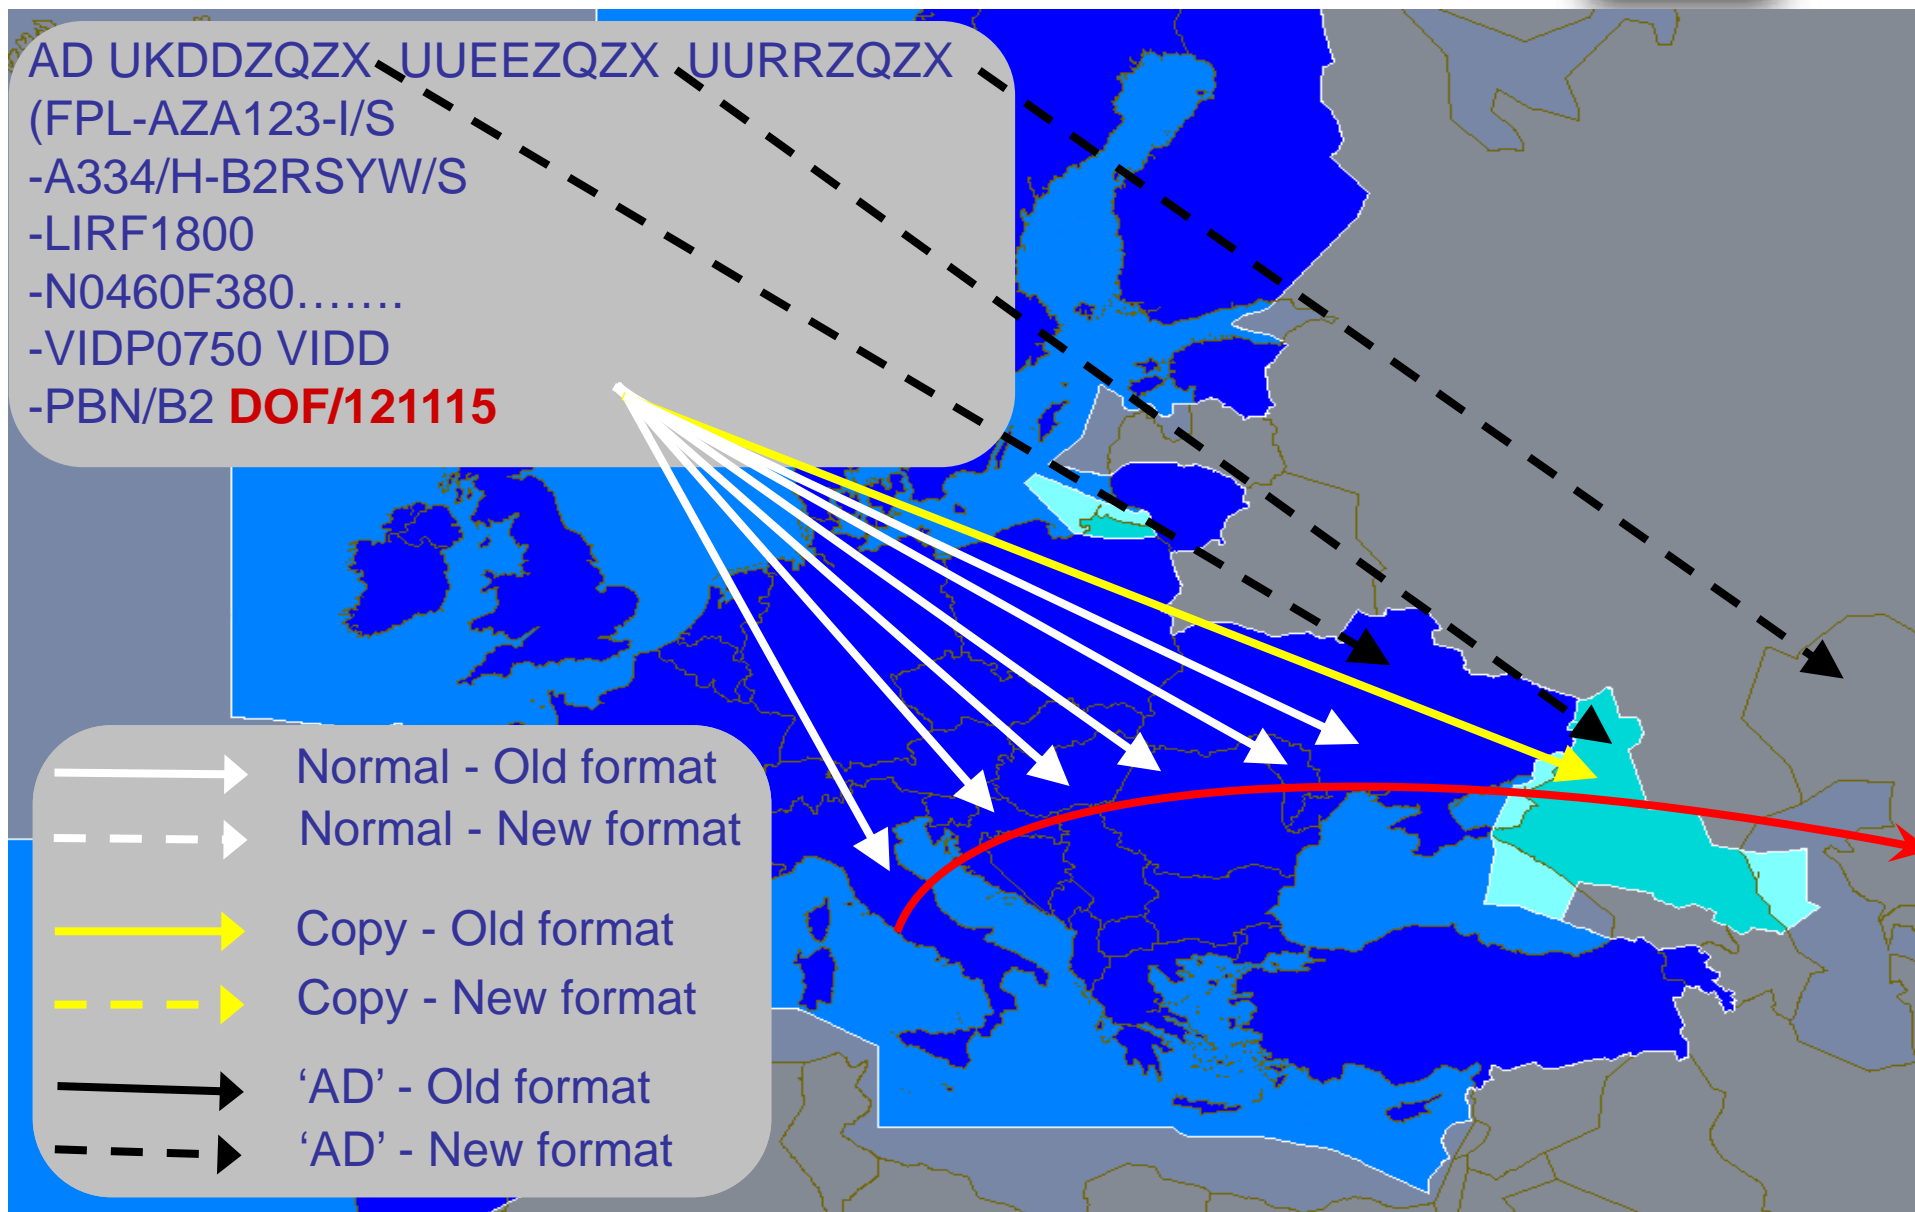 AD UKDDZQZX UUEEZQZX UURRZQZX
(FPL-AZA123-I/S
-A334/H-B2RSYW/S
-LIRF1800
-N0460F380…….
-VIDP0750 VIDD
-PBN/B2 DOF/121115
Normal - Old format
Normal - New format
Copy - Old format
Copy - New format
‘AD’ - Old format
‘AD’ - New format